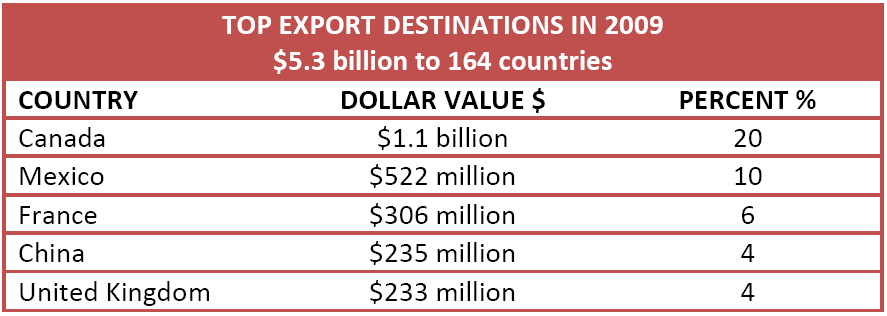 TOP EXPORT DESTINATIONS IN 2009
$5.3 billion to 164 countries
COUNTRY DOLLAR VALUE $ PERCENT %
Canada $1.1 billion 20
Mexico $522 million 10
France $306 million 6
China $235 million 4
United Kingdom $233 million 4